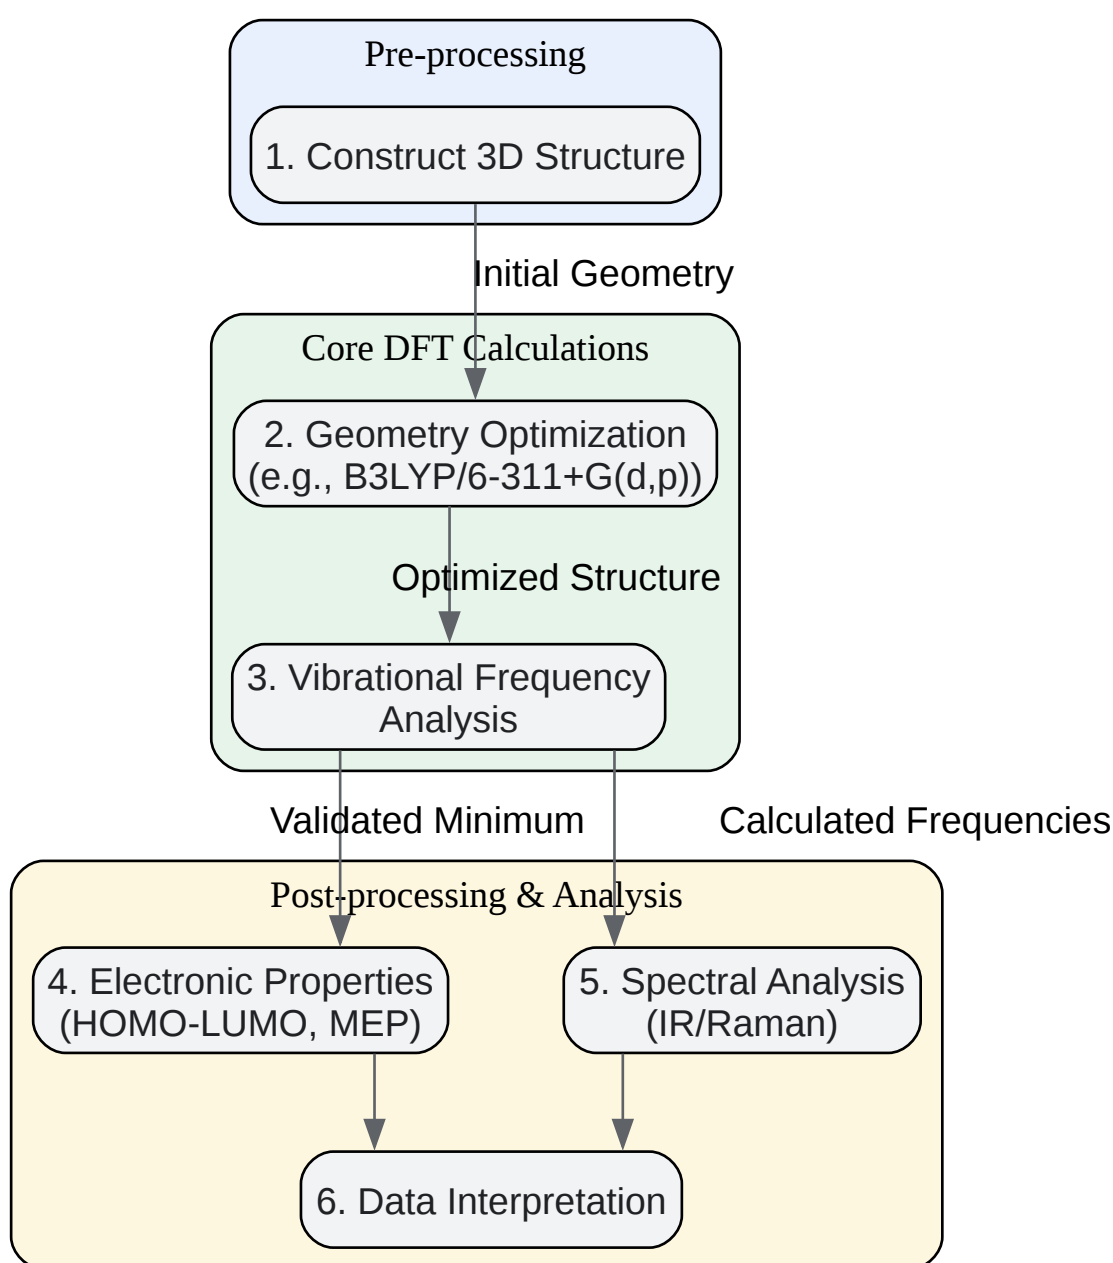 Pre-processing
1. Construct 3D Structure
Initial Geometry
Core DFT Calculations
2. Geometry Optimization
(e.g., B3LYP/6-311+G(d,p))
Optimized Structure
3. Vibrational Frequency
Analysis
Validated Minimum
Calculated Frequencies
Post-processing & Analysis
4. Electronic Properties
(HOMO-LUMO, MEP)
5. Spectral Analysis
(IR/Raman)
6. Data Interpretation